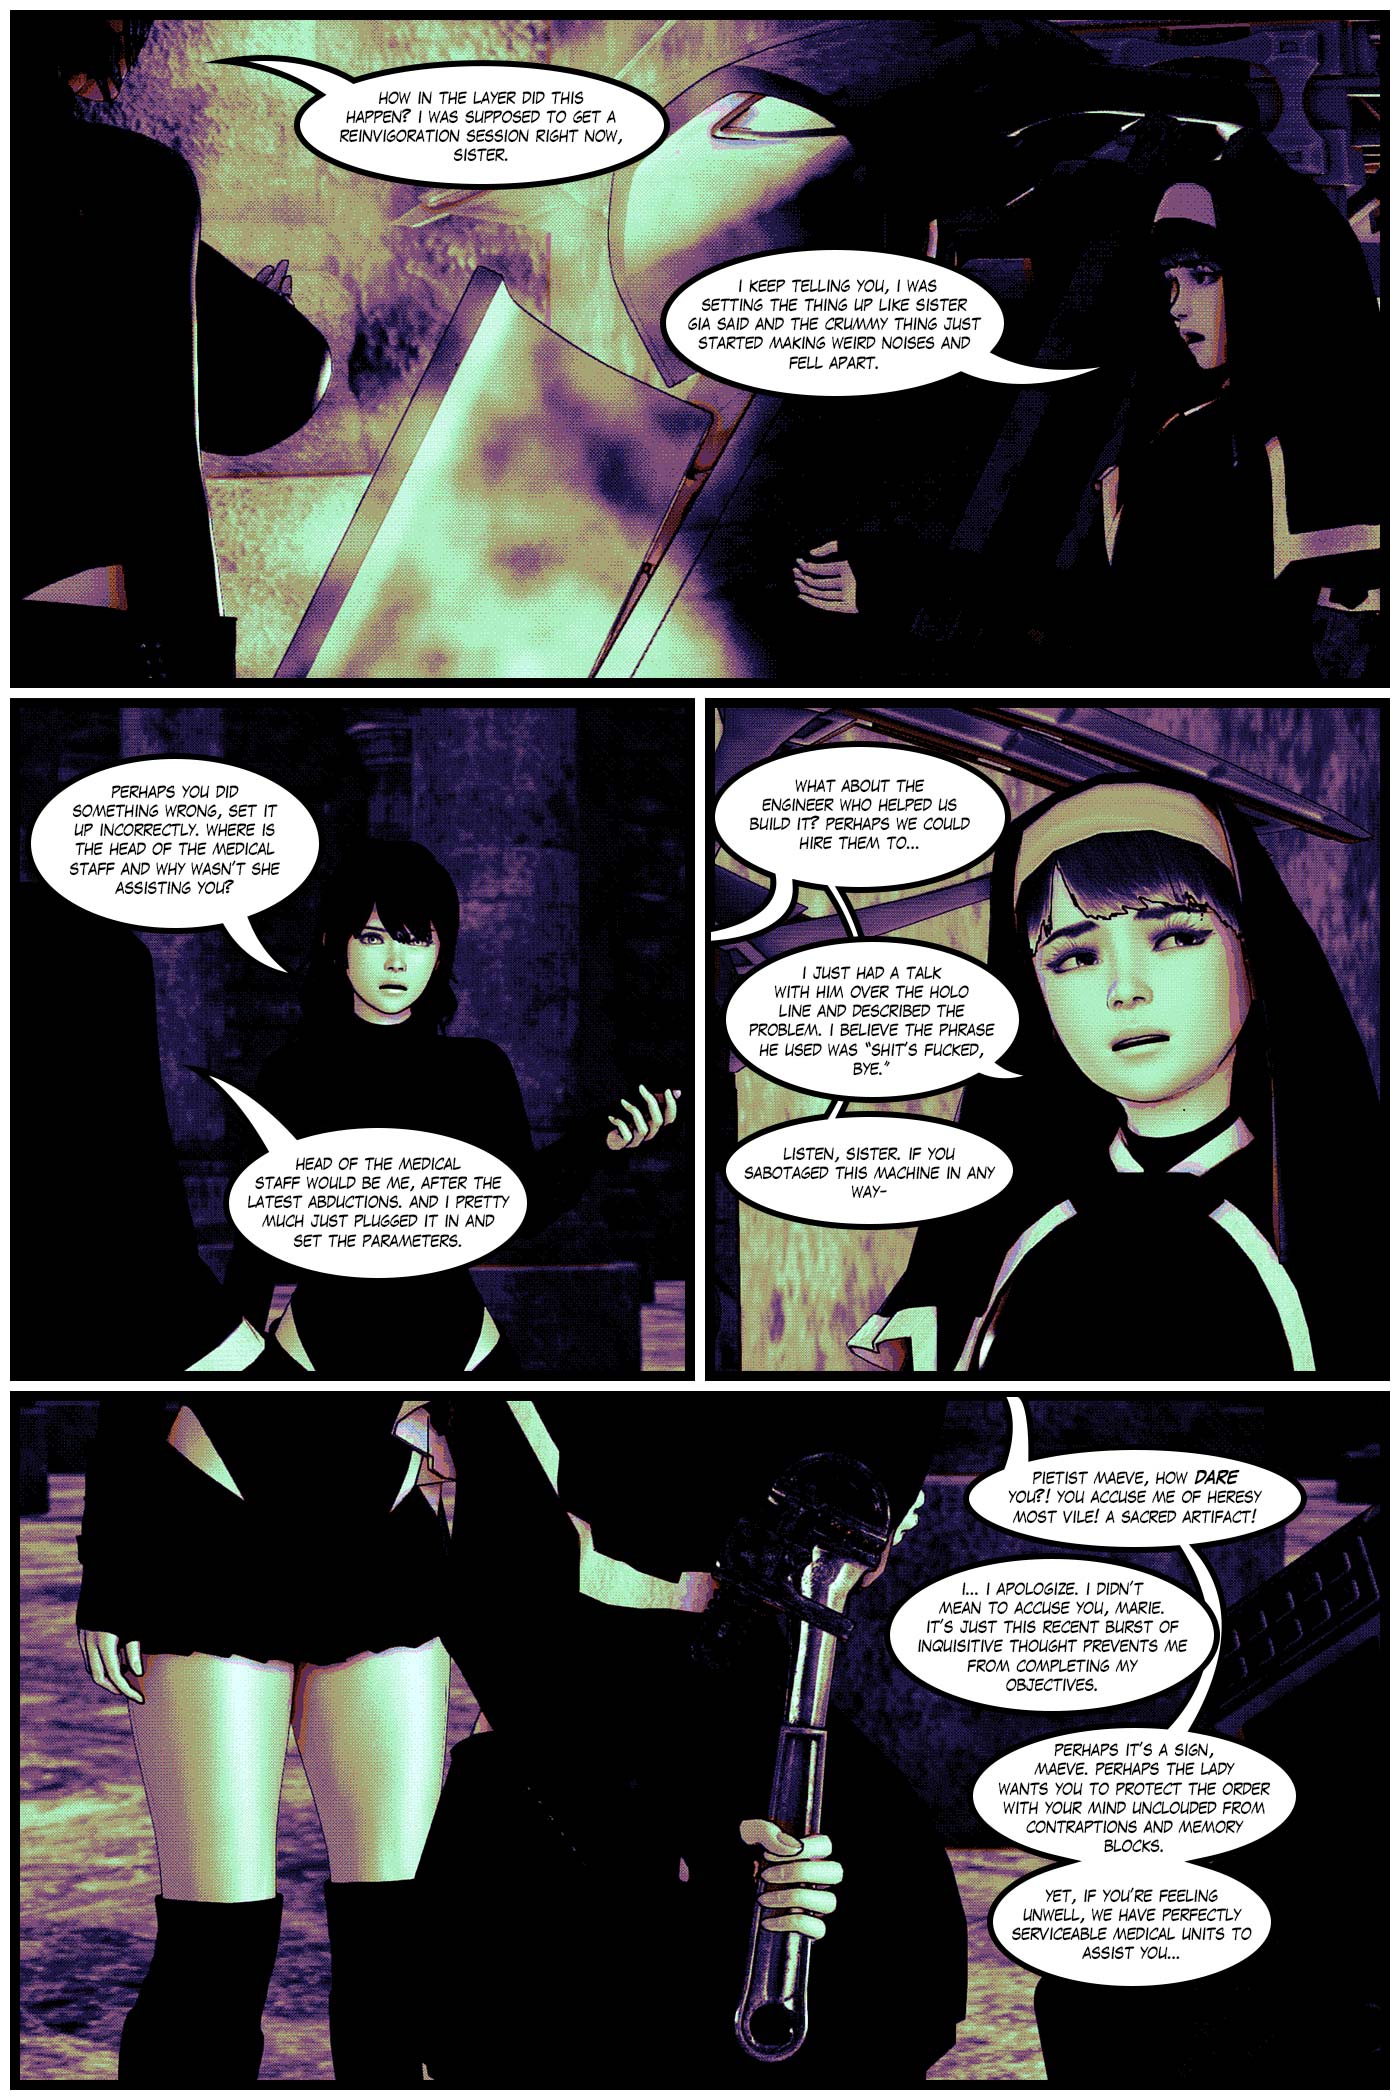 HOW IN THE LAYER DID THIS
HAPPEN? I WAS SUPPOSED TO GET A
REINVIGORATION SESSION RIGHT NOW,
SISTER.
I KEEP TELLING YOU, I WAS
SETTING THE THING UP LIKE SISTER
GIA SAID AND THE CRUMMY THING JUST
STARTED MAKING WEIRD NOISES AND
FELL APART.
PERHAPS YOU DID
SOMETHING WRONG, SET IT
UP INCORRECTLY. WHERE IS
THE HEAD OF THE MEDICAL
STAFF AND WHY WASN'T SHE
ASSISTING YOU?
HEAD OF THE MEDICAL
STAFF WOULD BE ME, AFTER THE
LATEST ABDUCTIONS. AND I PRETTY
MUCH JUST PLUGGED IT IN AND
SET THE PARAMETERS.
WHAT ABOUT THE
ENGINEER WHO HELPED US
BUILD IT? PERHAPS WE COULD
HIRE THEM TO...
I JUST HAD A TALK
WITH HIM OVER THE HOLO
LINE AND DESCRIBED THE
PROBLEM. I BELIEVE THE PHRASE
HE USED WAS "SHIT'S FUCKED,
BYE."
LISTEN, SISTER. IF YOU
SABOTAGED THIS MACHINE IN ANY
WAY-
PIETIST MAEVE, HOW DARE
YOU?! YOU ACCUSE ME OF HERESY
MOST VILE! A SACRED ARTIFACT!
I... I APOLOGIZE. I DIDN'T
MEAN TO ACCUSE YOU, MARIE.
IT'S JUST THIS RECENT BURST OF
INQUISITIVE THOUGHT PREVENTS ME
FROM COMPLETING MY
OBJECTIVES.
PERHAPS IT'S A SIGN,
MAEVE. PERHAPS THE LADY
WANTS YOU TO PROTECT THE ORDER
WITH YOUR MIND UNCLOUDED FROM
CONTRAPTIONS AND MEMORY
BLOCKS.
YET, IF YOU'RE FEELING
UNWELL, WE HAVE PERFECTLY
SERVICEABLE MEDICAL UNITS TO
ASSIST YOU...